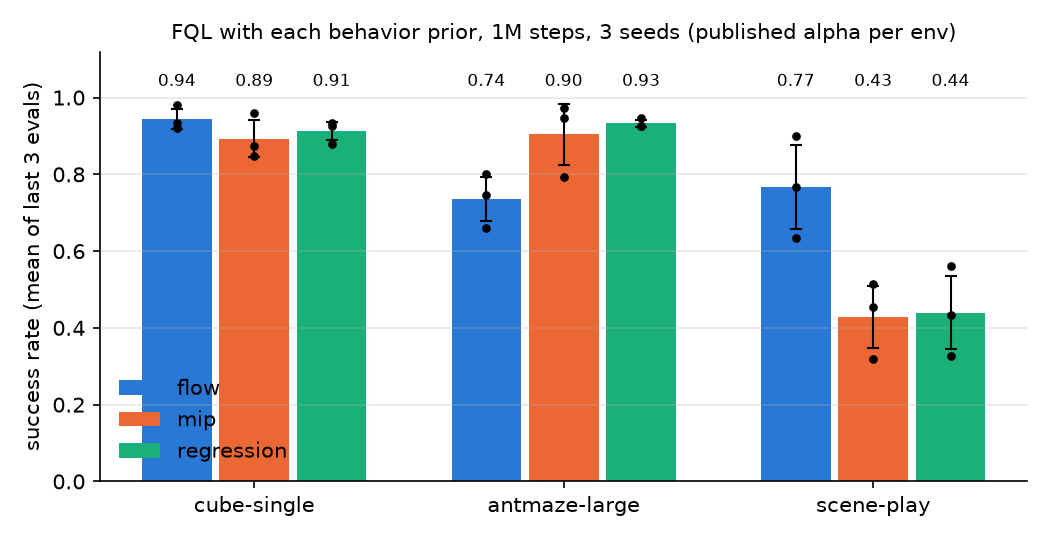 FQL with each behavior prior, 1M steps, 3 seeds (published alpha per env)
0.94 0.89 0.91 0.74 0.90 0.93 0.77 0.43 0.44
success rate (mean of last 3 evals)
1.0
0.8
0.6
0.4
0.2
0.0
flow
mip
regression
cube-single antmaze-large scene-play